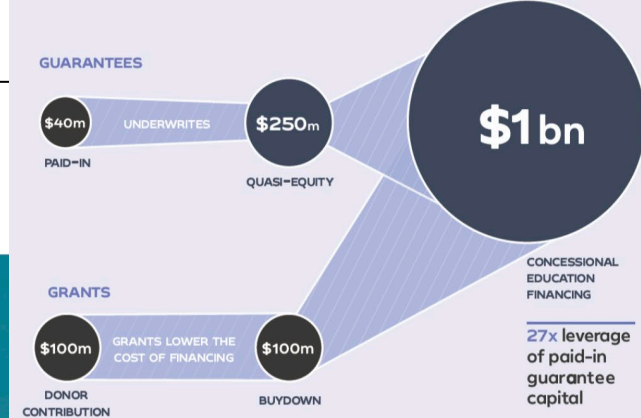 GUARANTEES
$40m
UNDERWRITES
$250m
PAID-IN
QUASI-EQUITY
$1bn
GRANTS
$100m
GRANTS LOWER THE
COST OF FINANCING
$100m
DONOR
CONTRIBUTION
BUYDOWN
CONCESSIONAL
EDUCATION
FINANCING
27x leverage
of paid-in
guarantee
capital